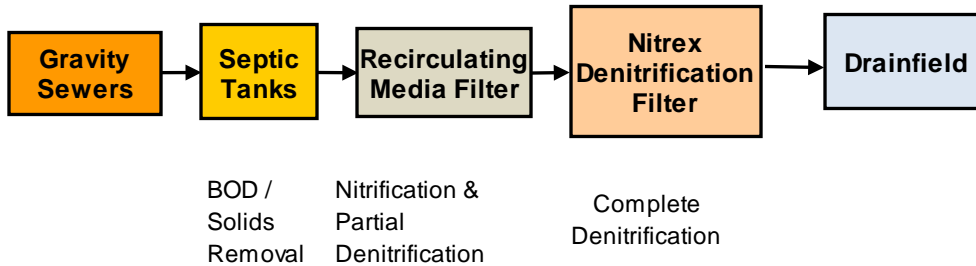 Gravity
Sewers
Septic
Tanks
Recirculating
Media Filter
Nitrex
Denitrification
Filter
Drainfield
BOD /
Solids
Removal
Nitrification &
Partial
Denitrification
Complete
Denitrification